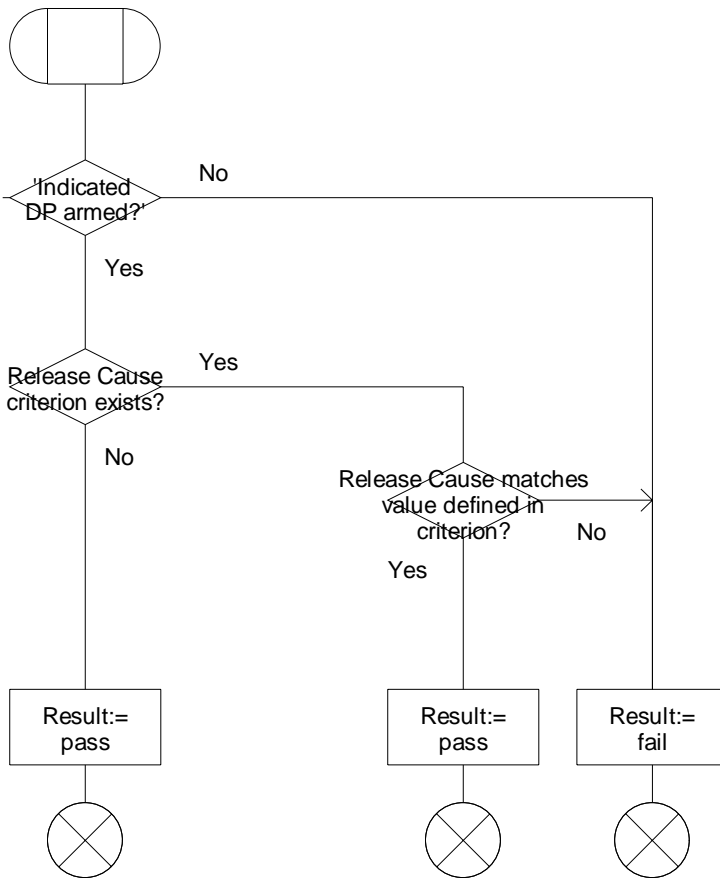 No
'Indicated
DP armed?'
Yes
Yes
Release Cause
criterion exists?
No
Release Cause matches
value defined in
criterion?
No
Yes
Result:=
pass
Result:=
pass
Result:=
fail